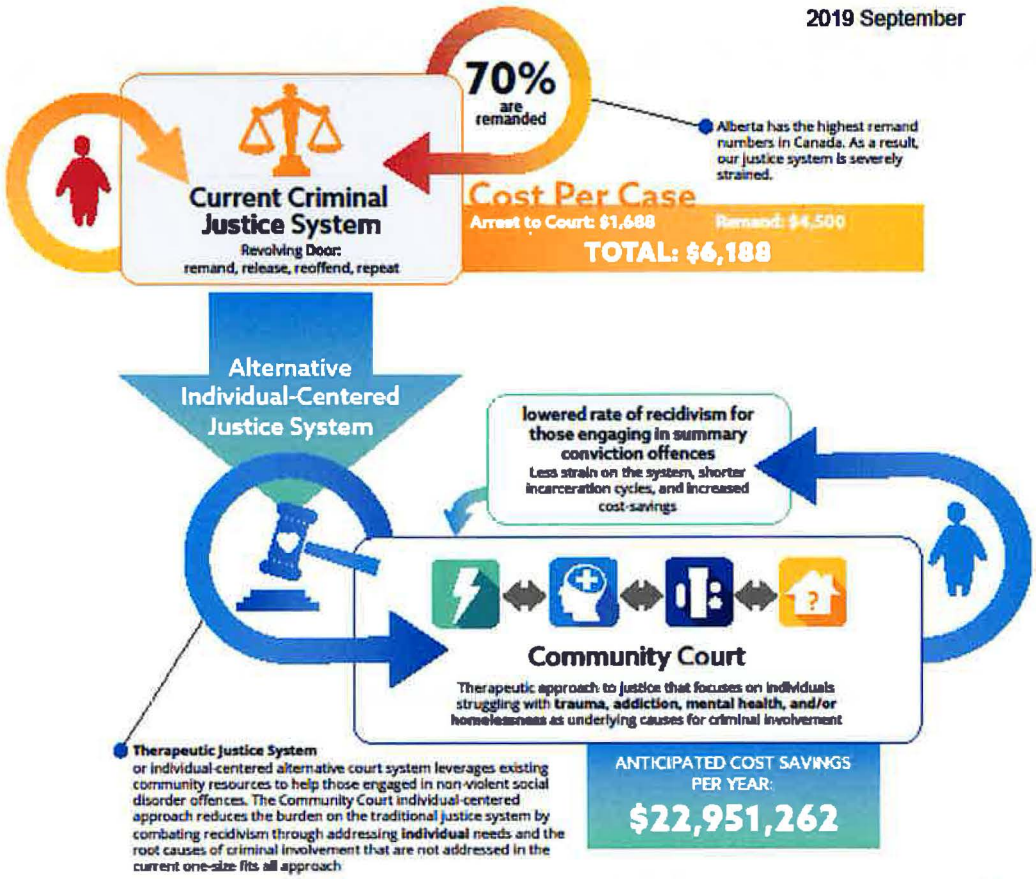 2019 September
70%
are
remanded
Alberta has the highest remand
numbers in Canada. As a result,
our justice system is severely
strained.
Current Criminal
Justice System
Revolving Door:
remand, release, reoffend, repeat
Cost Per Case
Arrest to Court: $1,688 Remand: $4,500
TOTAL: $6,188
Alternative
Individual-Centered
Justice System
lowered rate of recidivism for
those engaging in summary
conviction offences
Less strain on the system, shorter
incarceration cycles, and increased
cost-savings
?
Community Court
Therapeutic approach to justice that focuses on individuals
struggling with trauma, addiction, mental health, and/or
homelessness as underlying causes for criminal involvement
Therapeutic Justice System
or individual-centered alternative court system leverages existing
community resources to help those engaged in non-violent social
disorder offences. The Community Court individual-centered
approach reduces the burden on the traditional justice system by
combating recidivism through addressing individual needs and the
root causes of criminal involvement that are not addressed in the
current one-size fits all approach
ANTICIPATED COST SAVINGS
PER YEAR:
$22,951,262